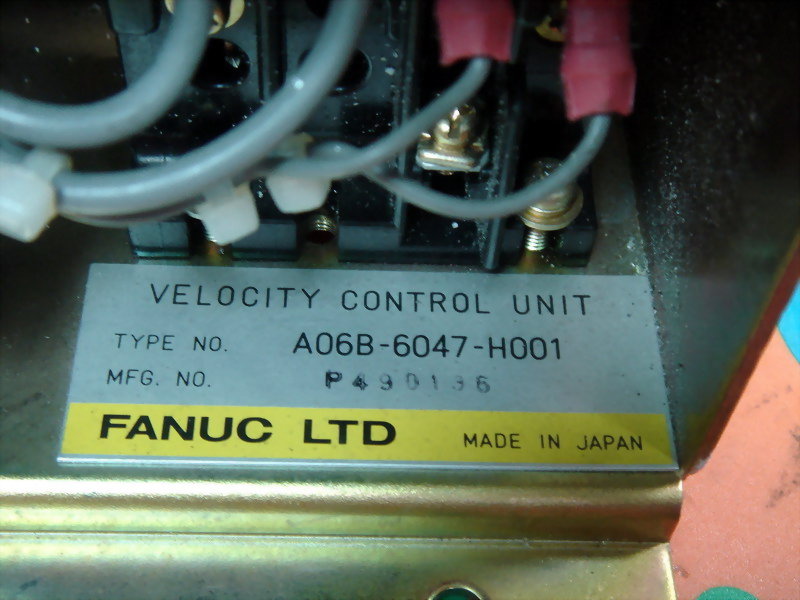 VELOCITY CONTROL UNIT
TYPE NO. A06B-6047-H001
MFG. NO. P490136
FANUC LTD MADE IN JAPAN